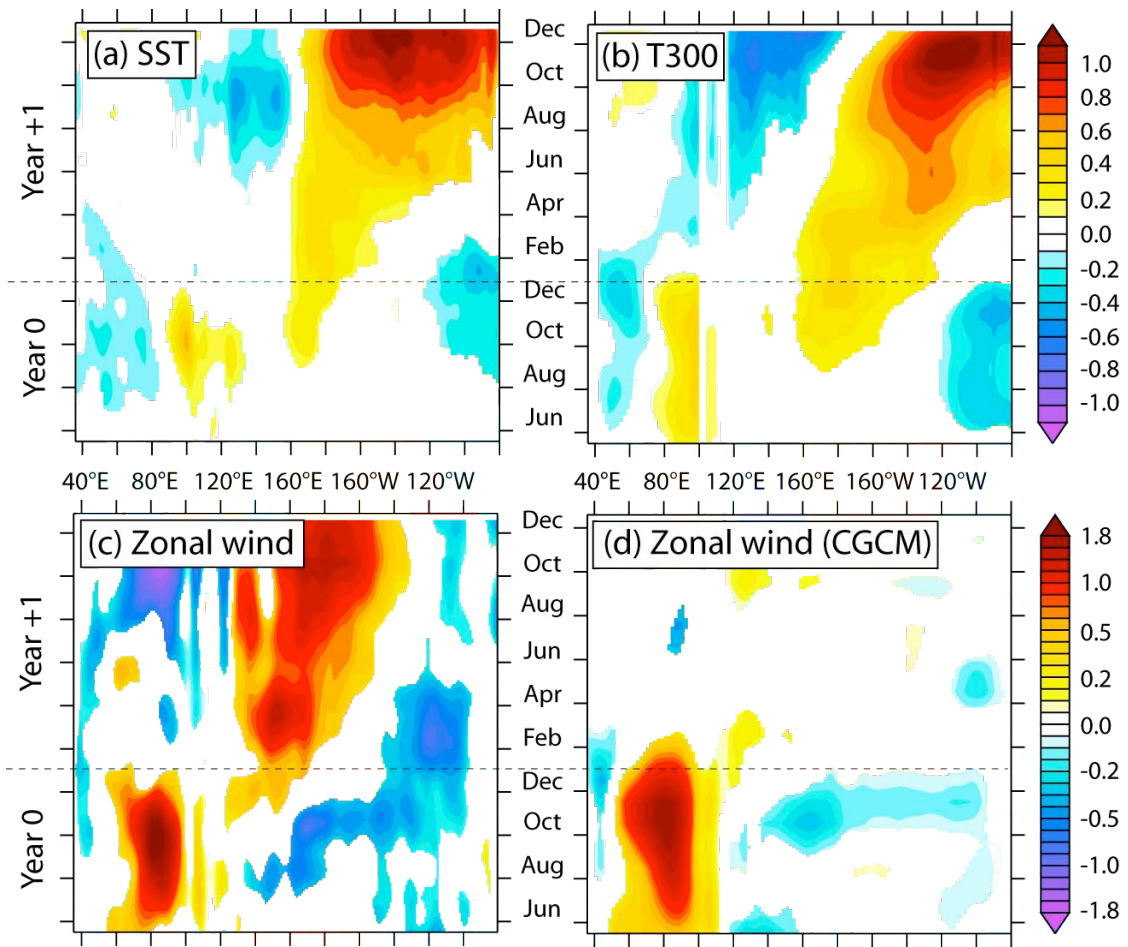 (a) SST
(b) T300
Dec
Oct
Aug
Jun
Apr
Feb
Dec
Oct
Aug
Jun
Year +1
Year 0
1.0
0.8
0.6
0.4
0.2
0.0
-0.2
-0.4
-0.6
-0.8
-1.0
40°E 80°E 120°E 160°E 160°W 120°W
40°E 80°E 120°E 160°E 160°W 120°W
(c) Zonal wind
(d) Zonal wind (CGCM)
Dec
Oct
Aug
Jun
Apr
Feb
Dec
Oct
Aug
Jun
Year +1
Year 0
1.8
1.0
0.5
0.2
0.0
-0.2
-0.5
-1.0
-1.8